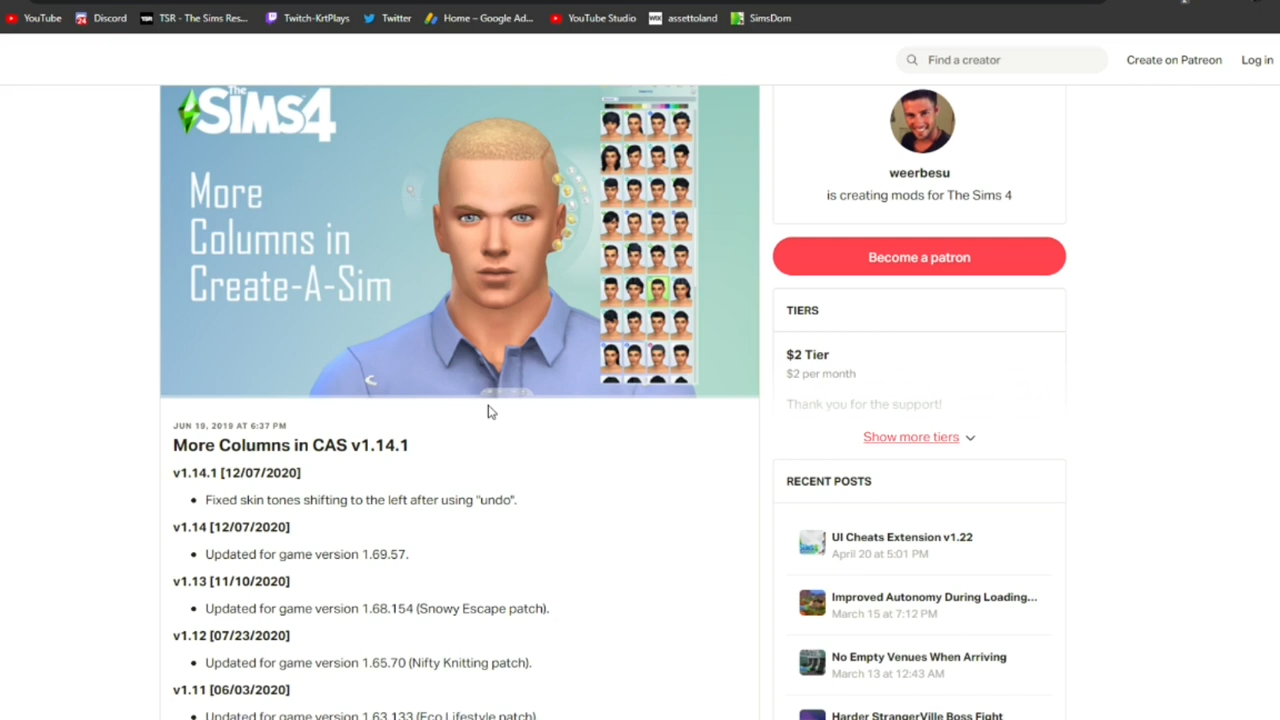 YouTube
Discord
TSR - The Sims Res...
Twitch-KrtPlays
Twitter
Home – Google Ad...
YouTube Studio
WIX
assettoland
SimsDom
Find a creator
Create on Patreon
Log in
The
SIMS4
More
Columns in
Create-A-Sim
weerbesu
is creating mods for The Sims 4
Become a patron
TIERS
$2 Tier
$2 per month
Thank you for the support!
Show more tiers
JUN 19, 2019 AT 6:37 PM
More Columns in CAS v1.14.1
v1.14.1 [12/07/2020]
• Fixed skin tones shifting to the left after using "undo".
v1.14 [12/07/2020]
• Updated for game version 1.69.57.
v1.13 [11/10/2020]
• Updated for game version 1.68.154 (Snowy Escape patch).
v1.12 [07/23/2020]
• Updated for game version 1.65.70 (Nifty Knitting patch).
v1.11 [06/03/2020]
• Updated for game version 1.63.133 (Eco Lifestyle patch).
RECENT POSTS
UI Cheats Extension v1.22
April 20 at 5:01 PM
Improved Autonomy During Loading...
March 15 at 7:12 PM
No Empty Venues When Arriving
March 13 at 12:43 AM
Harder StrangerVille Boss Fight